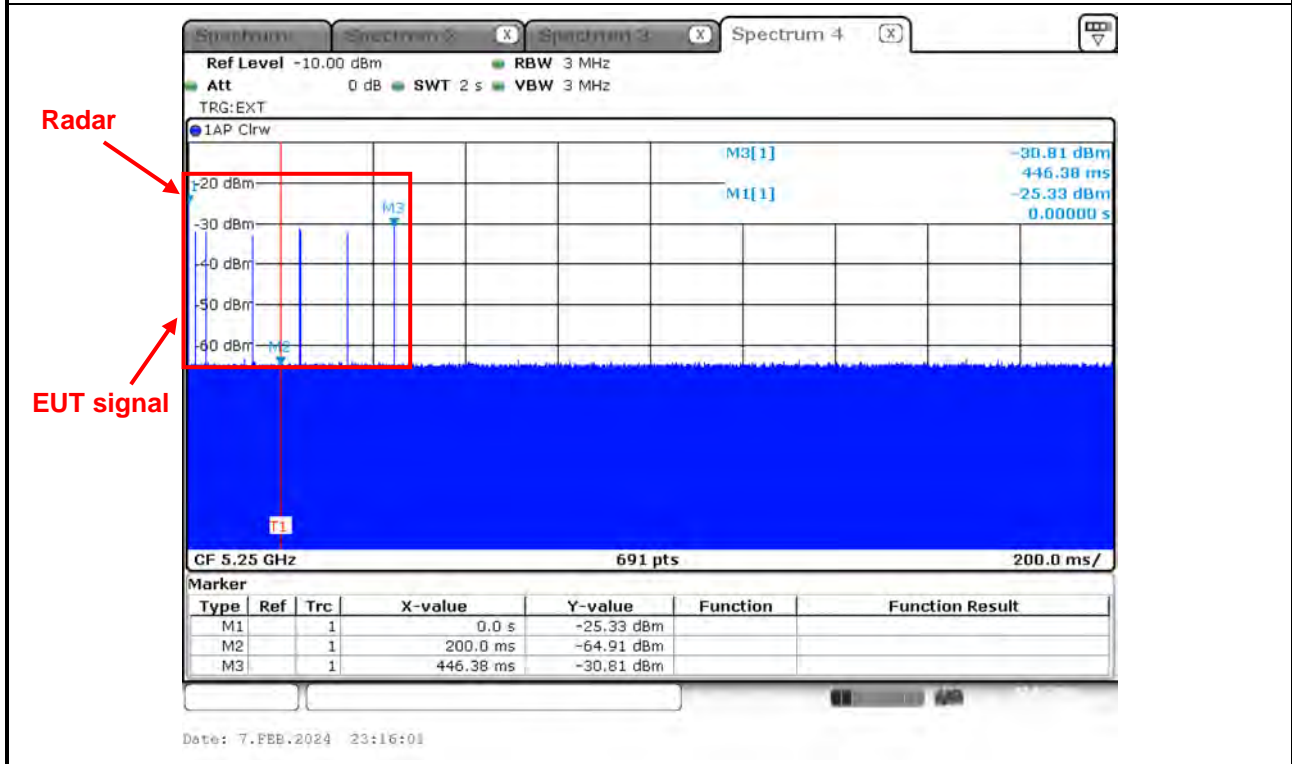 Spectrum 4
Ref Level -10.00 dBm RBW 3 MHz
Att 0 dB SWT 2 s VBW 3 MHz
TRG:EXT
Radar
1AP Clrw
M3[1] -30.81 dBm
446.38 ms
-20 dBm
M1[1] -25.33 dBm
0.00000 s
M3
-30 dBm
-40 dBm
-50 dBm
-60 dBm
M2
EUT signal
T1
CF 5.25 GHz 691 pts 200.0 ms/
Marker
Type Ref Trc X-value Y-value Function Function Result
M1 1 0.0 s -25.33 dBm
M2 1 200.0 ms -64.91 dBm
M3 1 446.38 ms -30.81 dBm
Date: 7.FEB.2024 23:16:01